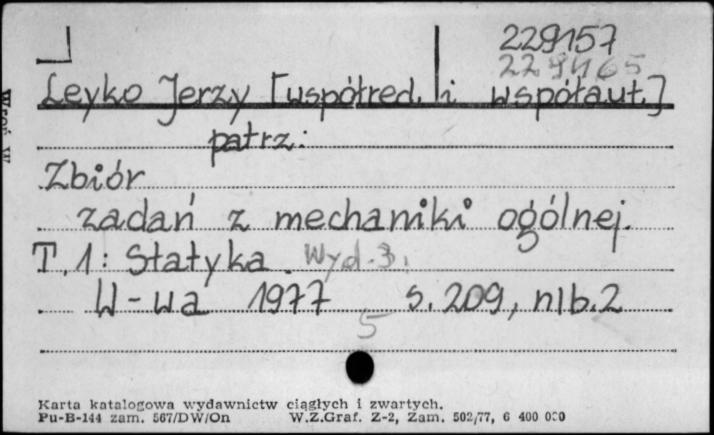 229157
229165
Leyko Jerzy [współred. i współaut.]
patrz:
Zbiór
zadań z mechaniki ogólnej.
T. 1: Statyka. Wyd. 3.
W-wa 1977 s. 209, nlb. 2
5
Karta katalogowa wydawnictw ciągłych i zwartych.
Pu-B-144 zam. 567/DW/On W.Z.Graf. Z-2, Zam. 502/77, 6 400 000